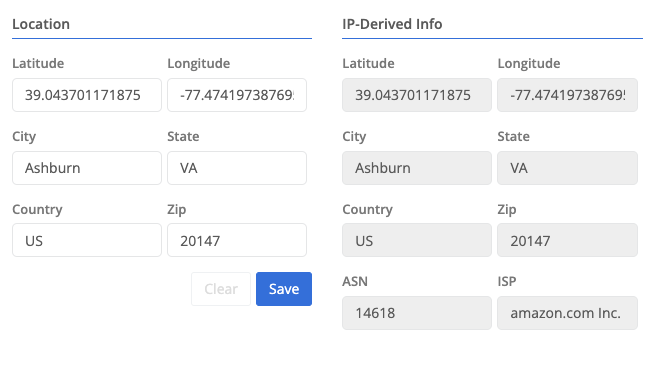 Location
Latitude Longitude
39.043701171875 -77.47419738769
City State
Ashburn VA
Country Zip
US 20147
Clear Save
IP-Derived Info
Latitude Longitude
39.043701171875 -77.47419738769
City State
Ashburn VA
Country Zip
US 20147
ASN ISP
14618 amazon.com Inc.